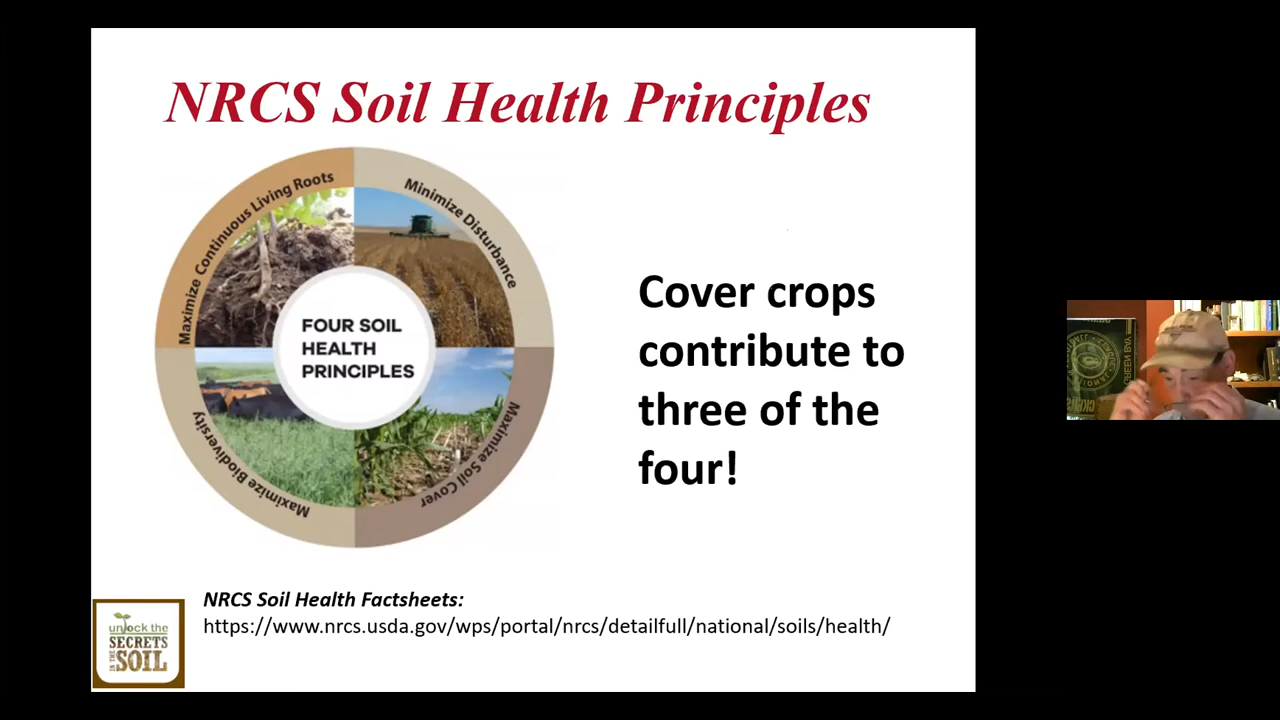 NRCS Soil Health Principles
Maximize Continuous Living Roots
Minimize Disturbance
FOUR SOIL
HEALTH
PRINCIPLES
Maximize Biodiversity
Maximize Soil Cover
Cover crops
contribute to
three of the
four!
NRCS Soil Health Factsheets:
https://www.nrcs.usda.gov/wps/portal/nrcs/detailfull/national/soils/health/
unlock the
SECRETS
IN THE
SOIL
GREEN BAY